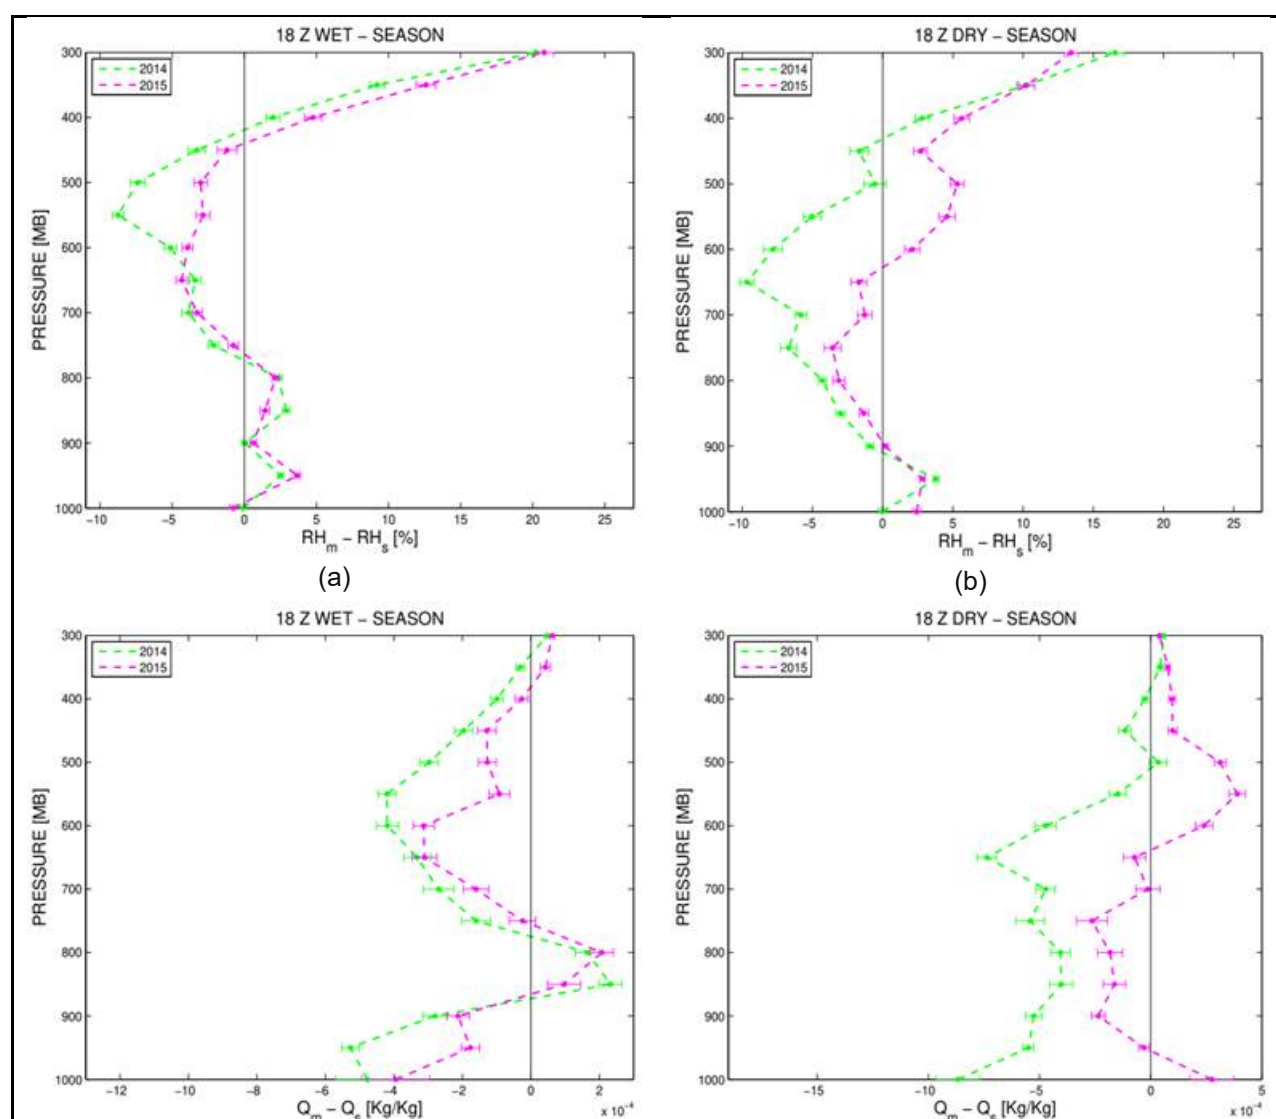 18 Z WET – SEASON
300
400
500
600
700
800
900
1000
PRESSURE [MB]
2014
2015
−10 −5 0 5 10 15 20 25
RHm − RHs [%]
(a)
18 Z DRY – SEASON
300
400
500
600
700
800
900
1000
PRESSURE [MB]
2014
2015
−10 −5 0 5 10 15 20 25
RHm − RHs [%]
(b)
18 Z WET – SEASON
300
400
500
600
700
800
900
1000
PRESSURE [MB]
2014
2015
−12 −10 −8 −6 −4 −2 0 2
x 10⁻⁴
Qm − Qs [Kg/Kg]
18 Z DRY – SEASON
300
400
500
600
700
800
900
1000
PRESSURE [MB]
2014
2015
−15 −10 −5 0 5
x 10⁻⁴
Qm − Qs [Kg/Kg]